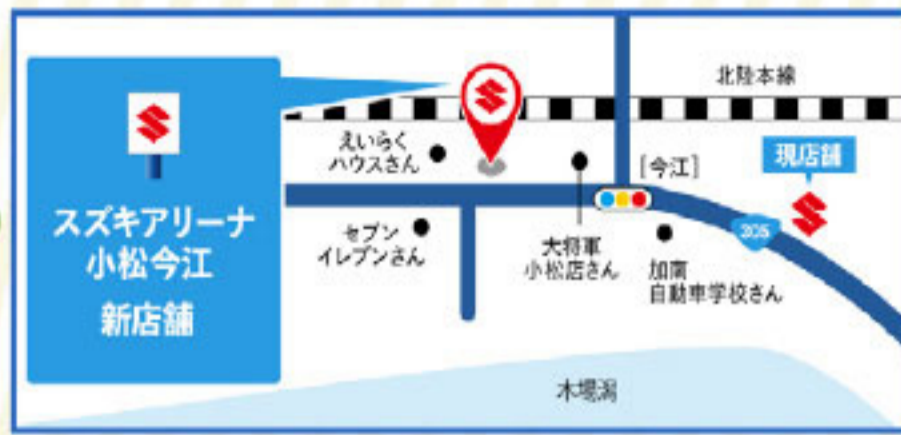 スズキアリーナ
小松今江
新店舗
北陸本線
えいらく
ハウスさん
[今江]
現店舗
セブン
イレブンさん
大将軍
小松店さん
加南
自動車学校さん
305
木場潟